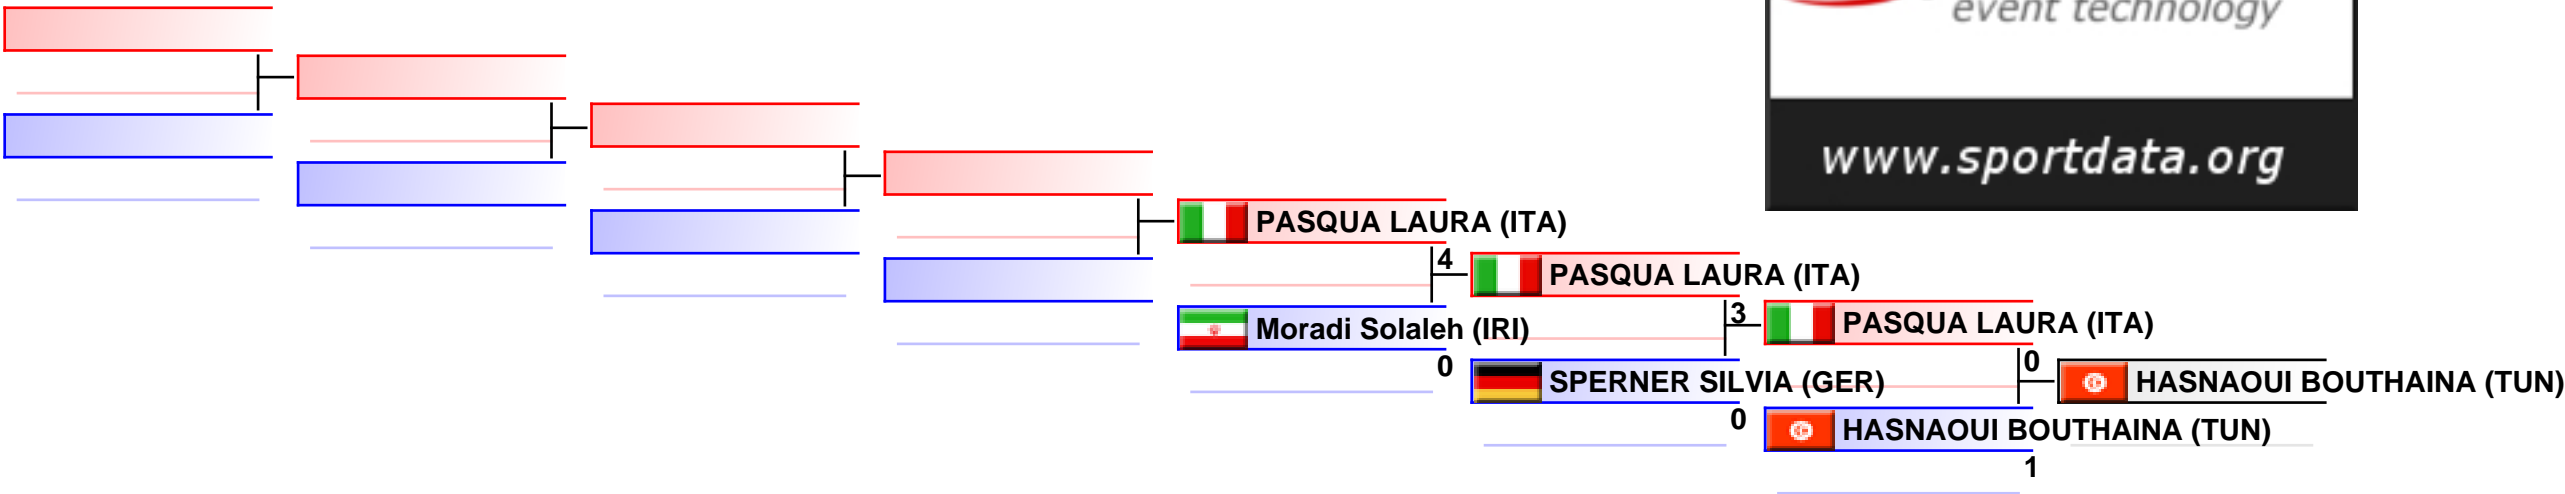 event technology
www.sportdata.org
PASQUA LAURA (ITA)
4
PASQUA LAURA (ITA)
3
PASQUA LAURA (ITA)
Moradi Solaleh (IRI)
0
0
SPERNER SILVIA (GER)
HASNAOUI BOUTHAINA (TUN)
0
HASNAOUI BOUTHAINA (TUN)
1